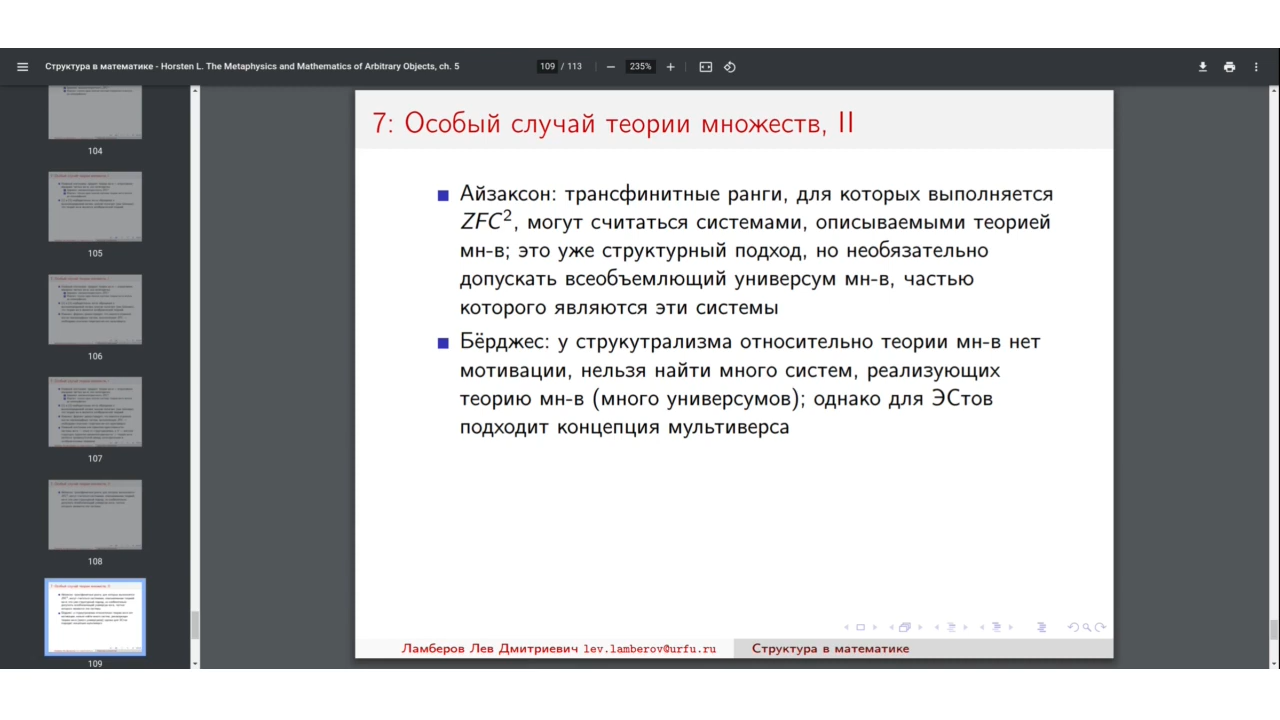 Структура в математике - Horsten L. The Metaphysics and Mathematics of Arbitrary Objects, ch. 5
109 / 113
235%
104
105
106
107
108
109
7: Особый случай теории множеств, II
Айзаксон: трансфинитные ранги, для которых выполняется
ZFC², могут считаться системами, описываемыми теорией
мн-в; это уже структурный подход, но необязательно
допускать всеобъемлющий универсум мн-в, частью
которого являются эти системы
Бёрджес: у струкутрализма относительно теории мн-в нет
мотивации, нельзя найти много систем, реализующих
теорию мн-в (много универсумов); однако для ЭСтов
подходит концепция мультиверса
Ламберов Лев Дмитриевич lev.lamberov@urfu.ru
Структура в математике